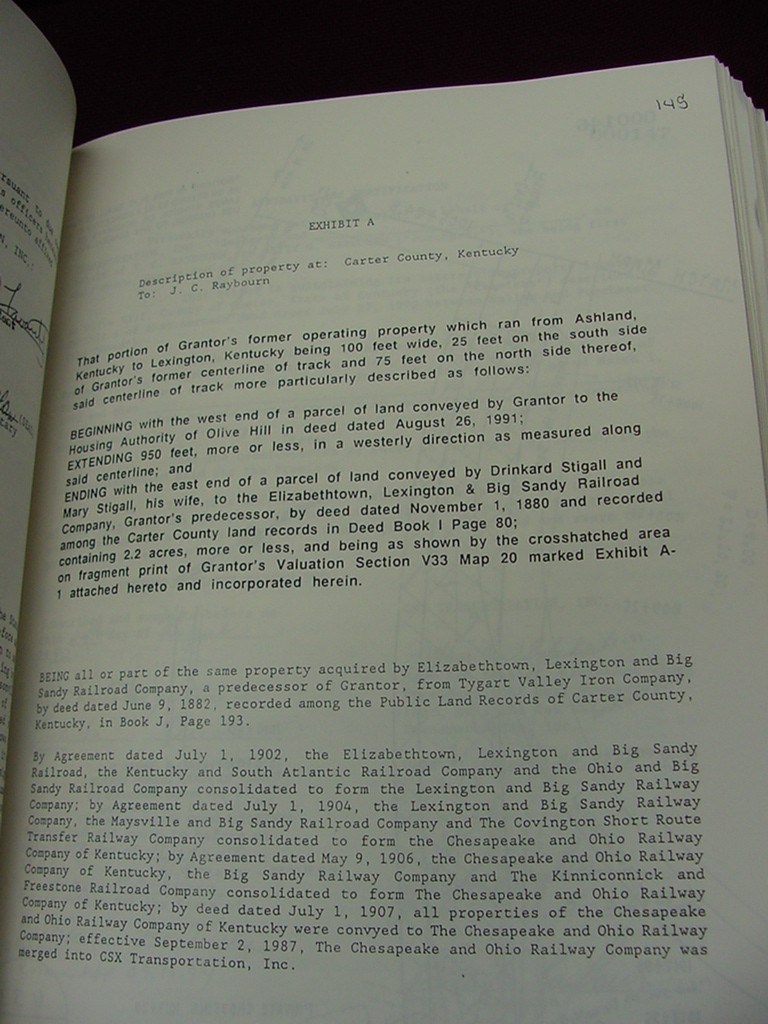 145
EXHIBIT A
Description of property at: Carter County, Kentucky
To: J. C. Raybourn
That portion of Grantor's former operating property which ran from Ashland,
Kentucky to Lexington, Kentucky being 100 feet wide, 25 feet on the south side
of Grantor's former centerline of track and 75 feet on the north side thereof,
said centerline of track more particularly described as follows:
BEGINNING with the west end of a parcel of land conveyed by Grantor to the
Housing Authority of Olive Hill in deed dated August 26, 1991;
EXTENDING 950 feet, more or less, in a westerly direction as measured along
said centerline; and
ENDING with the east end of a parcel of land conveyed by Drinkard Stigall and
Mary Stigall, his wife, to the Elizabethtown, Lexington & Big Sandy Railroad
Company, Grantor's predecessor, by deed dated November 1, 1880 and recorded
among the Carter County land records in Deed Book I Page 80;
containing 2.2 acres, more or less, and being as shown by the crosshatched area
on fragment print of Grantor's Valuation Section V33 Map 20 marked Exhibit A-
1 attached hereto and incorporated herein.
BEING all or part of the same property acquired by Elizabethtown, Lexington and Big
Sandy Railroad Company, a predecessor of Grantor, from Tygart Valley Iron Company,
by deed dated June 9, 1882, recorded among the Public Land Records of Carter County,
Kentucky, in Book J, Page 193.
By Agreement dated July 1, 1902, the Elizabethtown, Lexington and Big Sandy
Railroad, the Kentucky and South Atlantic Railroad Company and the Ohio and Big
Sandy Railroad Company consolidated to form the Lexington and Big Sandy Railway
Company; by Agreement dated July 1, 1904, the Lexington and Big Sandy Railway
Company, the Maysville and Big Sandy Railroad Company and The Covington Short Route
Transfer Railway Company consolidated to form the Chesapeake and Ohio Railway
Company of Kentucky; by Agreement dated May 9, 1906, the Chesapeake and Ohio Railway
Company of Kentucky, the Big Sandy Railway Company and The Kinniconnick and
Freestone Railroad Company consolidated to form The Chesapeake and Ohio Railway
Company of Kentucky; by deed dated July 1, 1907, all properties of the Chesapeake
and Ohio Railway Company of Kentucky were convyed to The Chesapeake and Ohio Railway
Company; effective September 2, 1987, The Chesapeake and Ohio Railway Company was
merged into CSX Transportation, Inc.